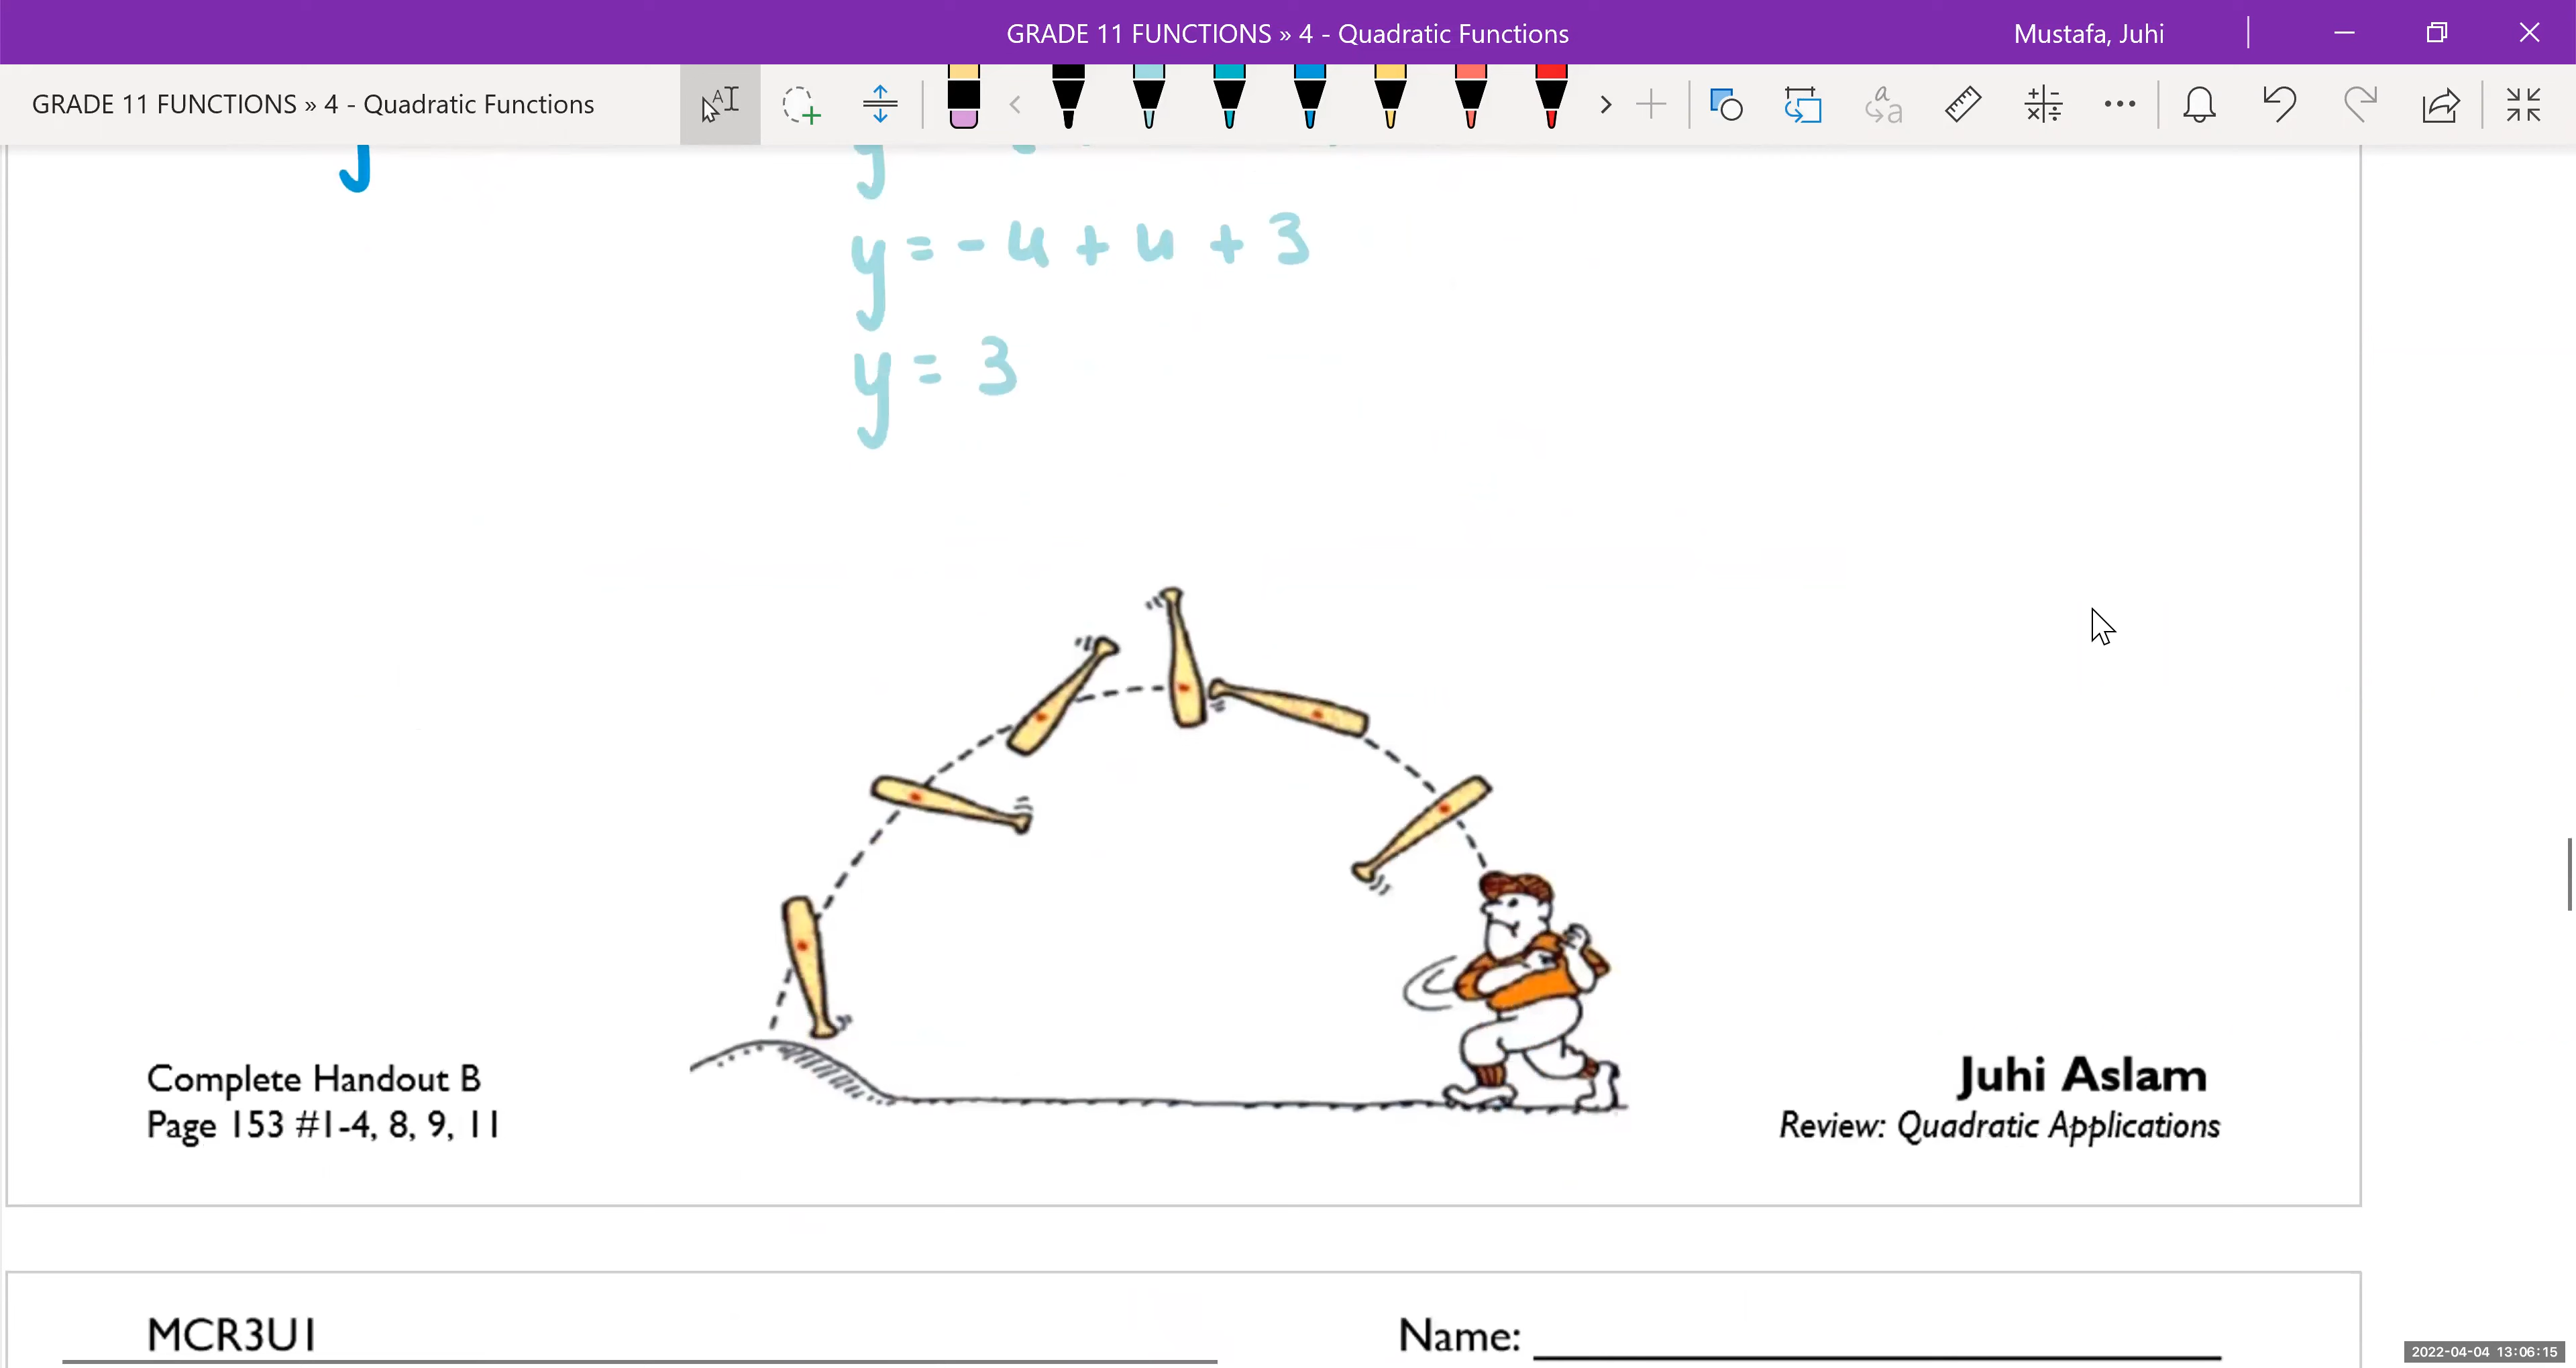 GRADE 11 FUNCTIONS » 4 - Quadratic Functions
Mustafa, Juhi
GRADE 11 FUNCTIONS » 4 - Quadratic Functions
y = -4 + 4 + 3
y = 3
Complete Handout B
Page 153 #1-4, 8, 9, 11
Juhi Aslam
Review: Quadratic Applications
MCR3U1
Name:
2022-04-04 13:06:15